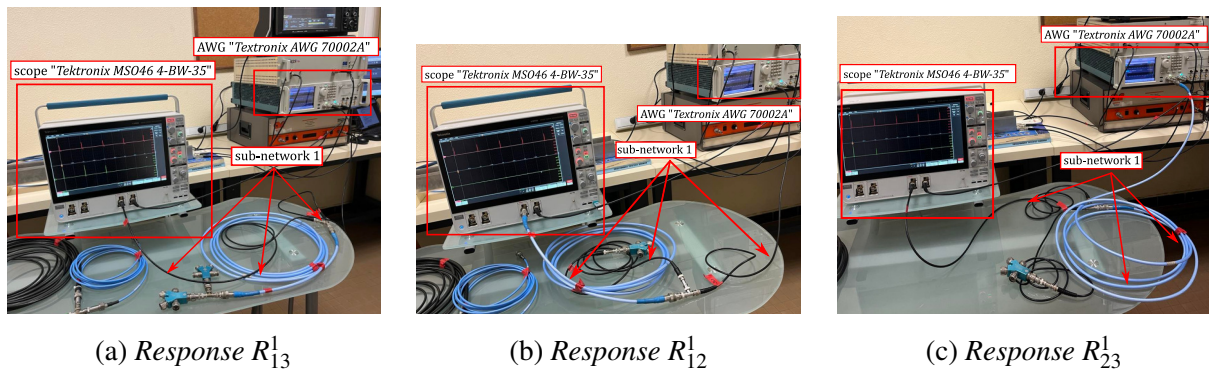 AWG "Textronix AWG 70002A"
scope "Tektronix MSO46 4-BW-35"
sub-network 1
(a) Response R¹₁₃
scope "Tektronix MSO46 4-BW-35"
AWG "Textronix AWG 70002A"
sub-network 1
(b) Response R¹₁₂
AWG "Textronix AWG 70002A"
scope "Tektronix MSO46 4-BW-35"
sub-network 1
(c) Response R¹₂₃